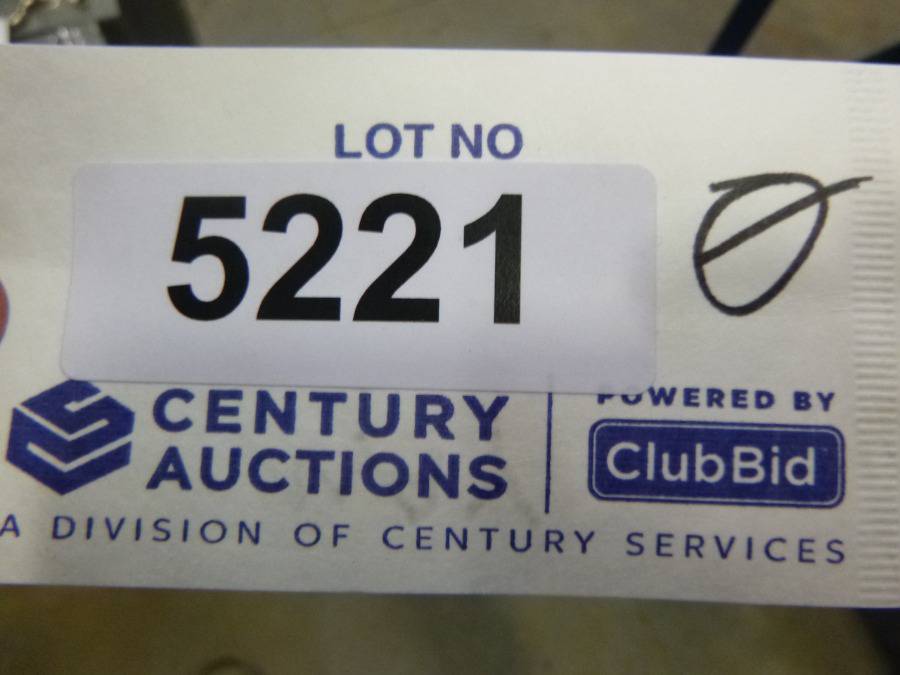 LOT NO
5221
CENTURY
AUCTIONS
POWERED BY
ClubBid
A DIVISION OF CENTURY SERVICES